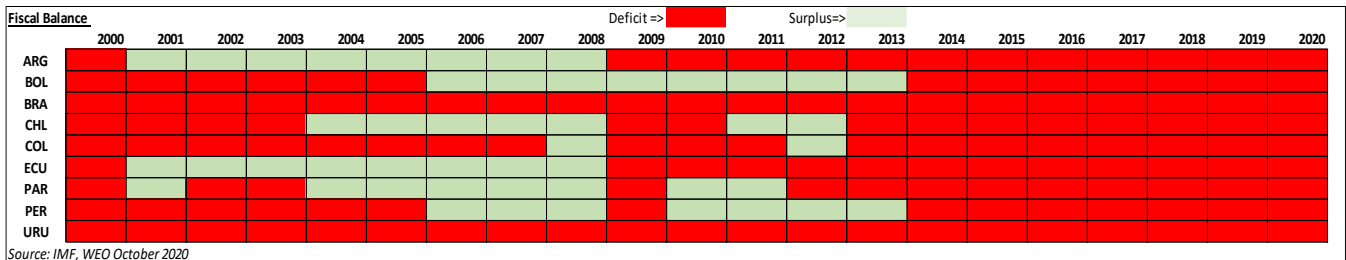 Fiscal Balance Deficit => Surplus=>
2000 2001 2002 2003 2004 2005 2006 2007 2008 2009 2010 2011 2012 2013 2014 2015 2016 2017 2018 2019 2020
ARG
BOL
BRA
CHL
COL
ECU
PAR
PER
URU
Source: IMF, WEO October 2020